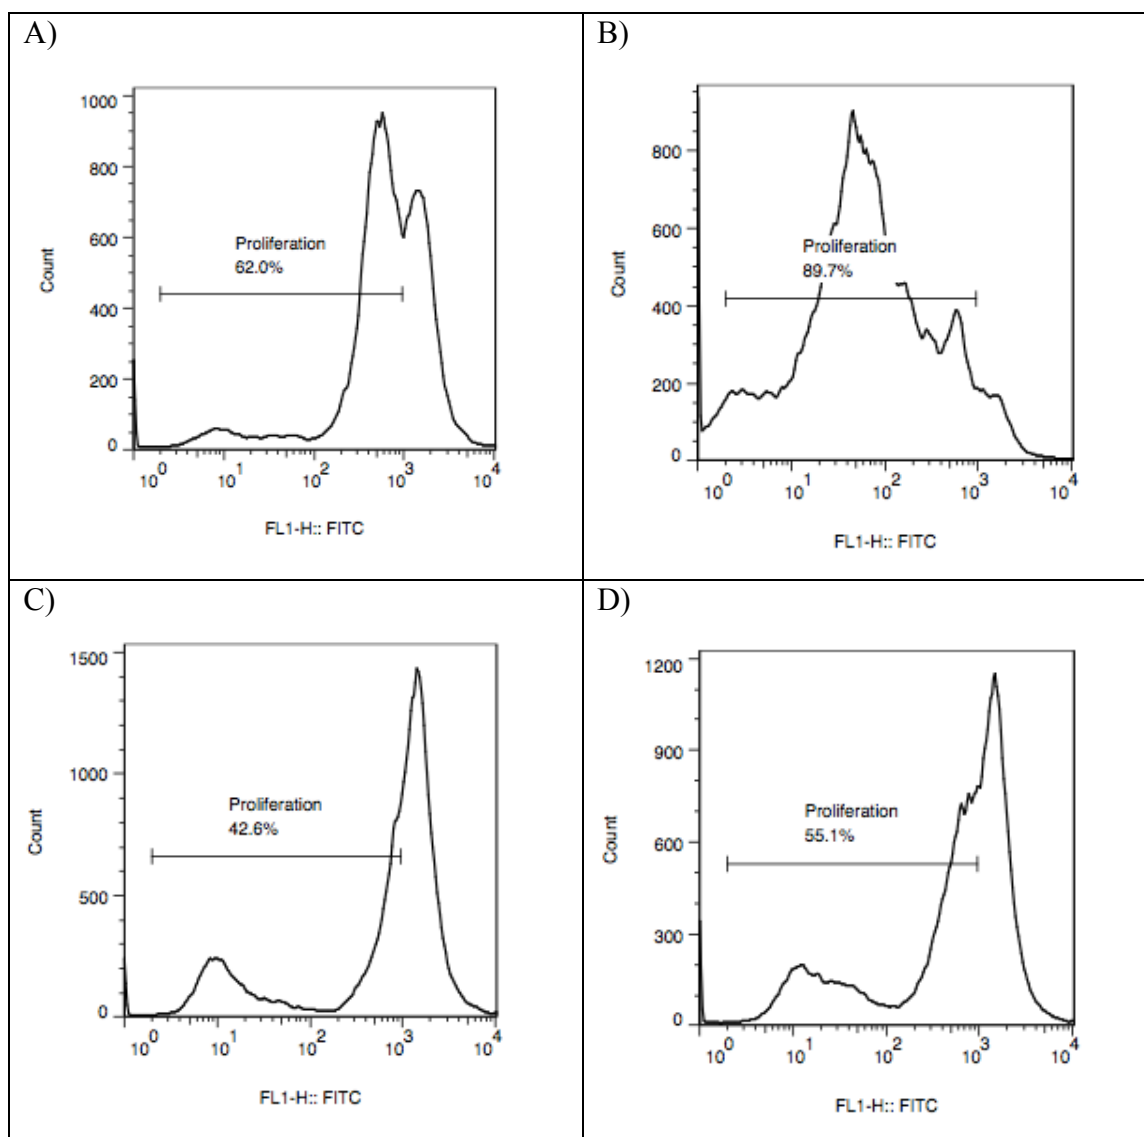 A)
1000
800
600
400
200
0
Count
Proliferation
62.0%
10^0 10^1 10^2 10^3 10^4
FL1-H:: FITC
B)
800
600
400
200
0
Count
Proliferation
89.7%
10^0 10^1 10^2 10^3 10^4
FL1-H:: FITC
C)
1500
1000
500
0
Count
Proliferation
42.6%
10^0 10^1 10^2 10^3 10^4
FL1-H:: FITC
D)
1200
900
600
300
0
Count
Proliferation
55.1%
10^0 10^1 10^2 10^3 10^4
FL1-H:: FITC